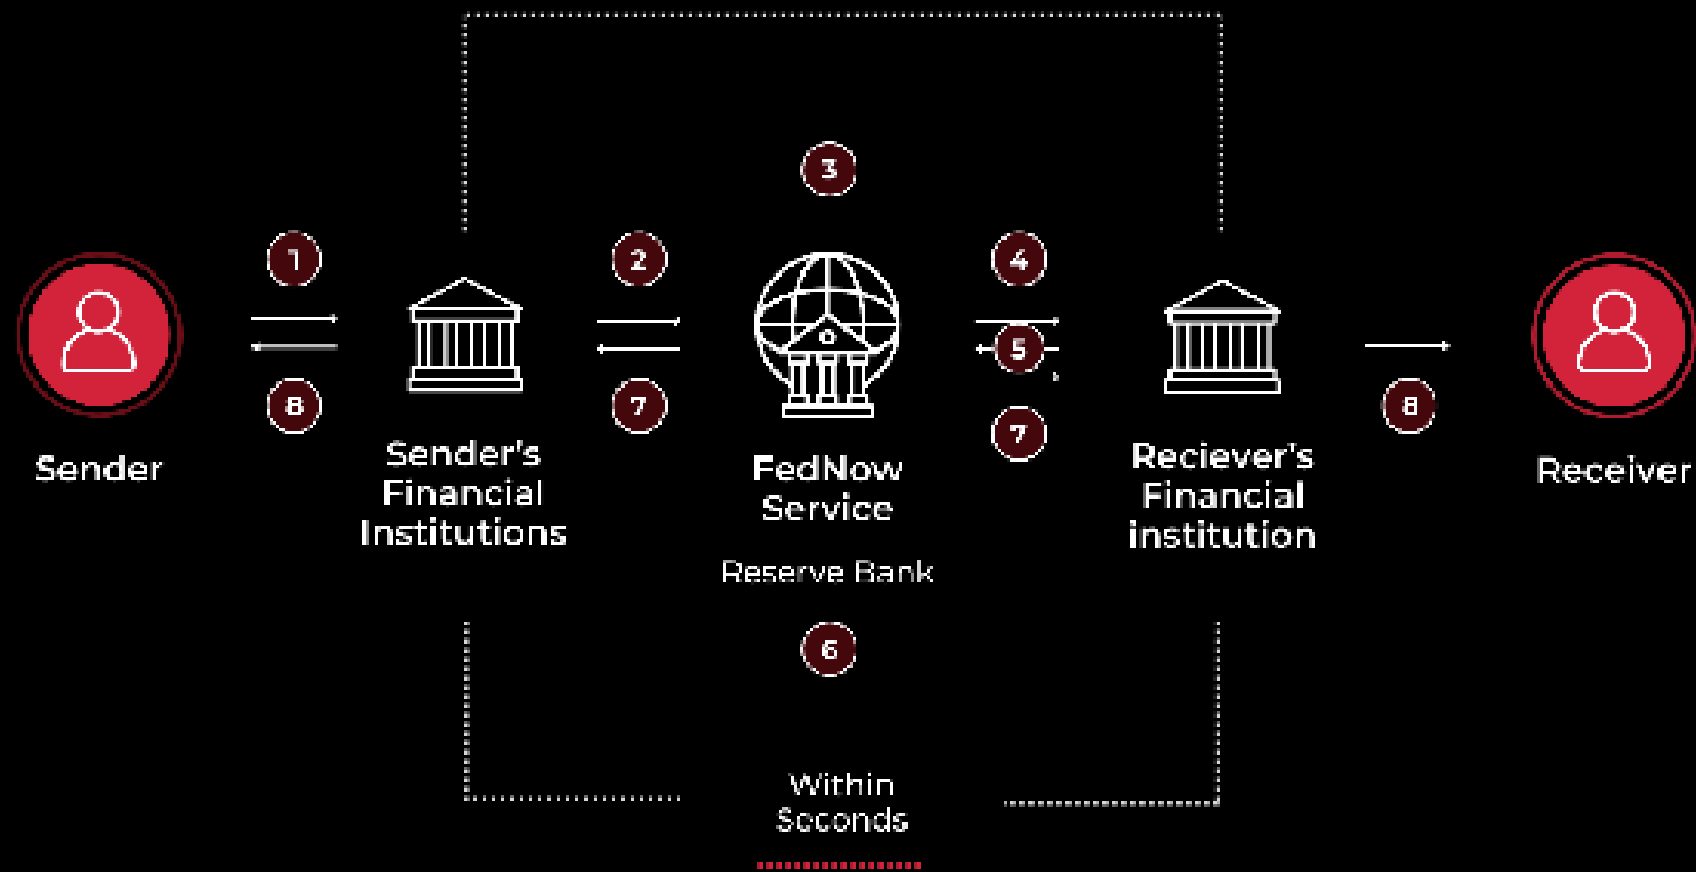 3
1
2
4
5
8
7
7
8
Sender
Sender's
Financial
Institutions
FedNow
Service
Reserve Bank
Reciever's
Financial
institution
Receiver
6
Within
Seconds